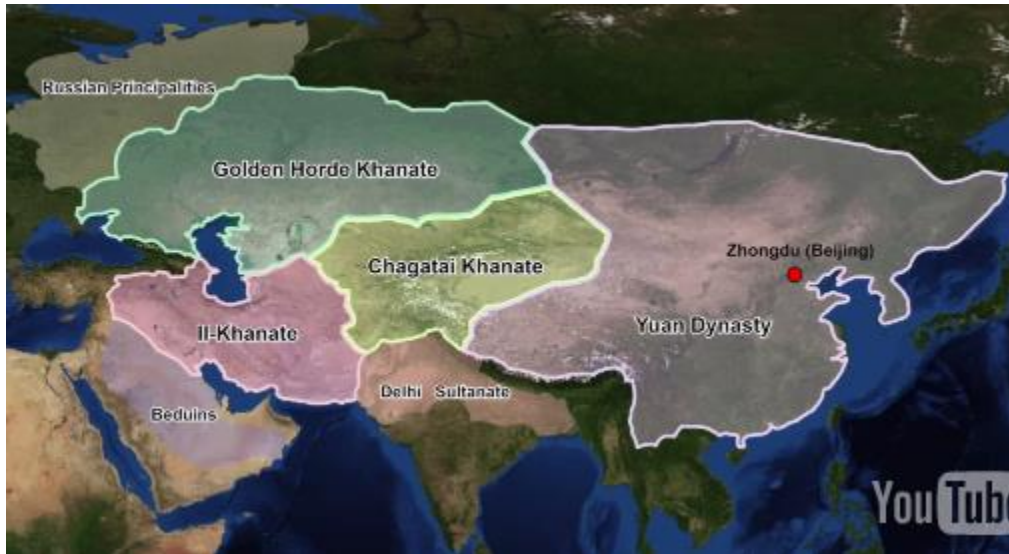 Russian Principalities
Golden Horde Khanate
Zhongdu (Beijing)
Chagatai Khanate
Il-Khanate
Yuan Dynasty
Delhi Sultanate
Beduins
YouTube